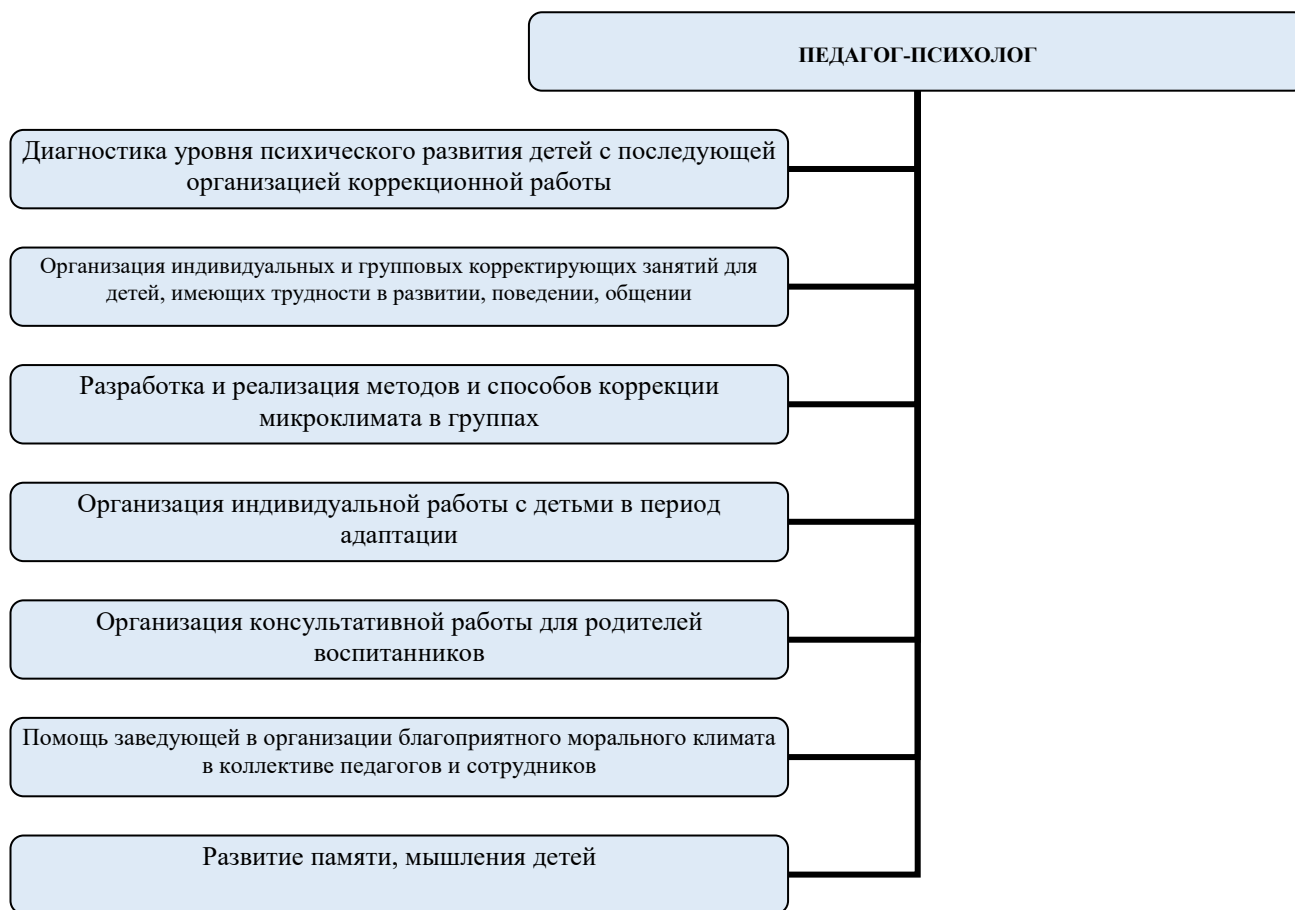 ПЕДАГОГ-ПСИХОЛОГ
Диагностика уровня психического развития детей с последующей
организацией коррекционной работы
Организация индивидуальных и групповых корректирующих занятий для
детей, имеющих трудности в развитии, поведении, общении
Разработка и реализация методов и способов коррекции
микроклимата в группах
Организация индивидуальной работы с детьми в период
адаптации
Организация консультативной работы для родителей
воспитанников
Помощь заведующей в организации благоприятного морального климата
в коллективе педагогов и сотрудников
Развитие памяти, мышления детей